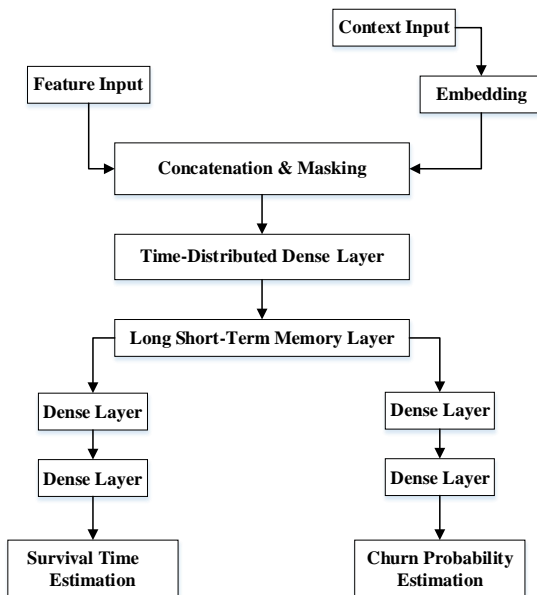 Context Input
Feature Input
Embedding
Concatenation & Masking
Time-Distributed Dense Layer
Long Short-Term Memory Layer
Dense Layer
Dense Layer
Dense Layer
Dense Layer
Survival Time
Estimation
Churn Probability
Estimation